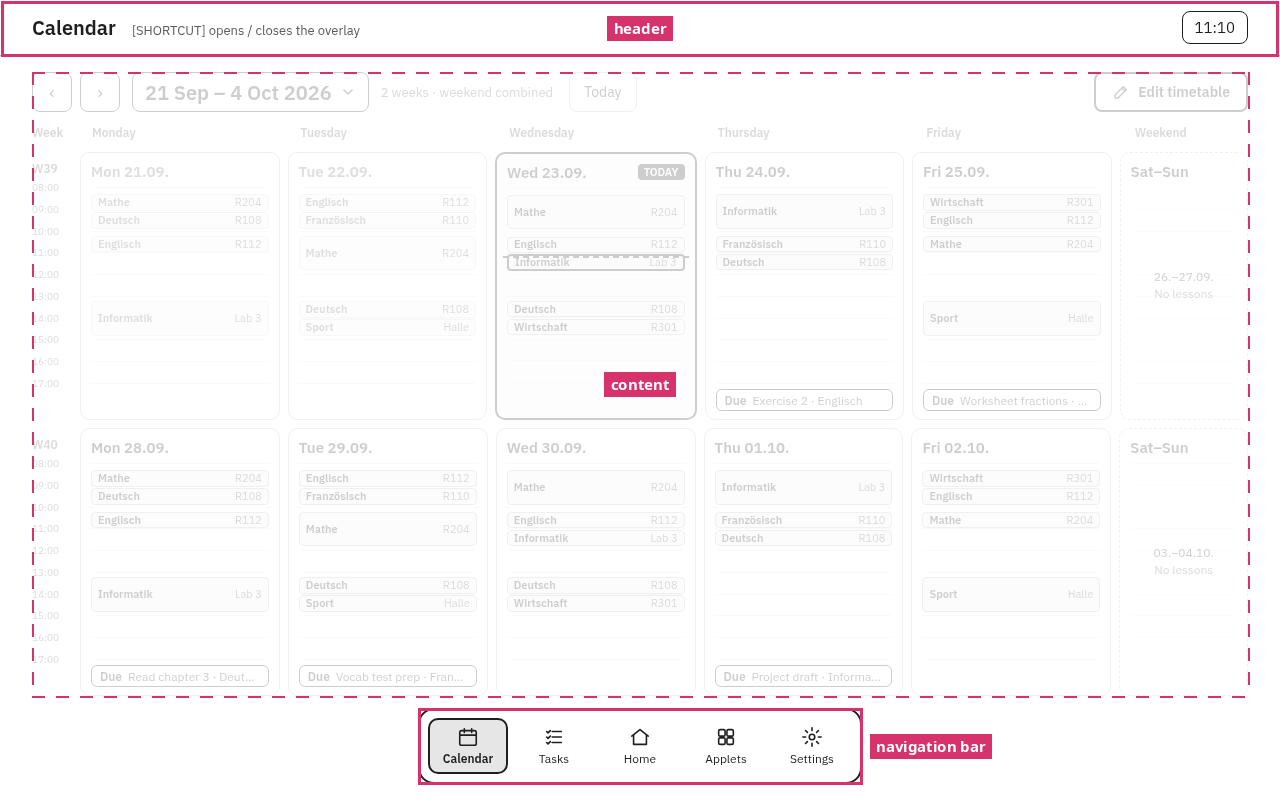 Calendar [SHORTCUT] opens / closes the overlay header 11:10
‹ › 21 Sep – 4 Oct 2026 2 weeks · weekend combined Today Edit timetable
Week Monday Tuesday Wednesday Thursday Friday Weekend
W39
08:00
09:00
10:00
11:00
12:00
13:00
14:00
15:00
16:00
17:00
Mon 21.09.
Mathe R204
Deutsch R108
Englisch R112
Informatik Lab 3
Tue 22.09.
Englisch R112
Französisch R110
Mathe R204
Deutsch R108
Sport Halle
Wed 23.09. TODAY
Mathe R204
Englisch R112
Informatik Lab 3
Deutsch R108
Wirtschaft R301
content
Thu 24.09.
Informatik Lab 3
Französisch R110
Deutsch R108
Due Exercise 2 · Englisch
Fri 25.09.
Wirtschaft R301
Englisch R112
Mathe R204
Sport Halle
Due Worksheet fractions · ...
Sat–Sun
26.–27.09.
No lessons
W40
08:00
09:00
10:00
11:00
12:00
13:00
14:00
15:00
16:00
17:00
Mon 28.09.
Mathe R204
Deutsch R108
Englisch R112
Informatik Lab 3
Due Read chapter 3 · Deut...
Tue 29.09.
Englisch R112
Französisch R110
Mathe R204
Deutsch R108
Sport Halle
Due Vocab test prep · Fran...
Wed 30.09.
Mathe R204
Englisch R112
Informatik Lab 3
Deutsch R108
Wirtschaft R301
Thu 01.10.
Informatik Lab 3
Französisch R110
Deutsch R108
Due Project draft · Informa...
Fri 02.10.
Wirtschaft R301
Englisch R112
Mathe R204
Sport Halle
Sat–Sun
03.–04.10.
No lessons
Calendar Tasks Home Applets Settings
navigation bar